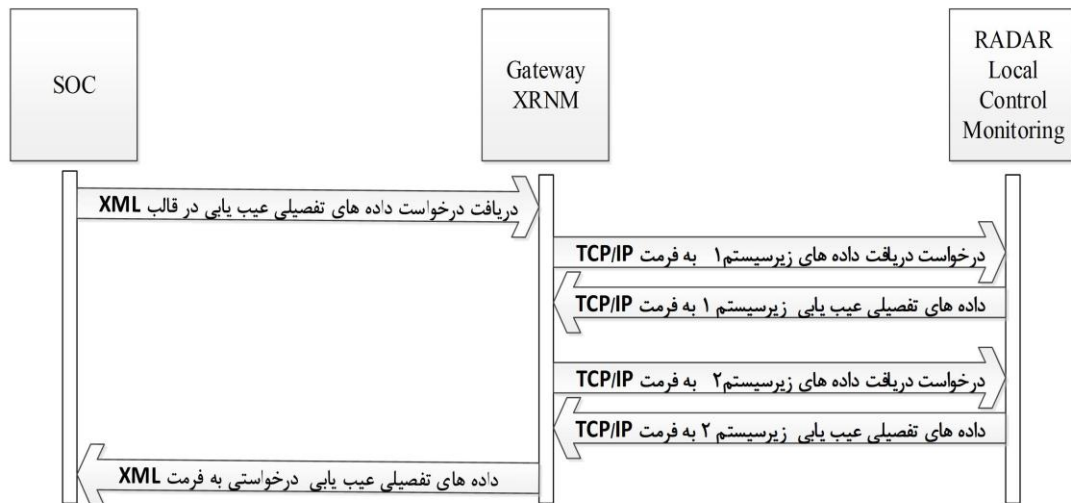 SOC
Gateway
XRNM
RADAR
Local
Control
Monitoring
دریافت درخواست داده های تفصیلی عیب یابی در قالب XML
درخواست دریافت داده های زیرسیستم۱ به فرمت TCP/IP
داده های تفصیلی عیب یابی زیرسیستم ۱ به فرمت TCP/IP
درخواست دریافت داده های زیرسیستم۲ به فرمت TCP/IP
داده های تفصیلی عیب یابی زیرسیستم ۲ به فرمت TCP/IP
داده های تفصیلی عیب یابی درخواستی به فرمت XML